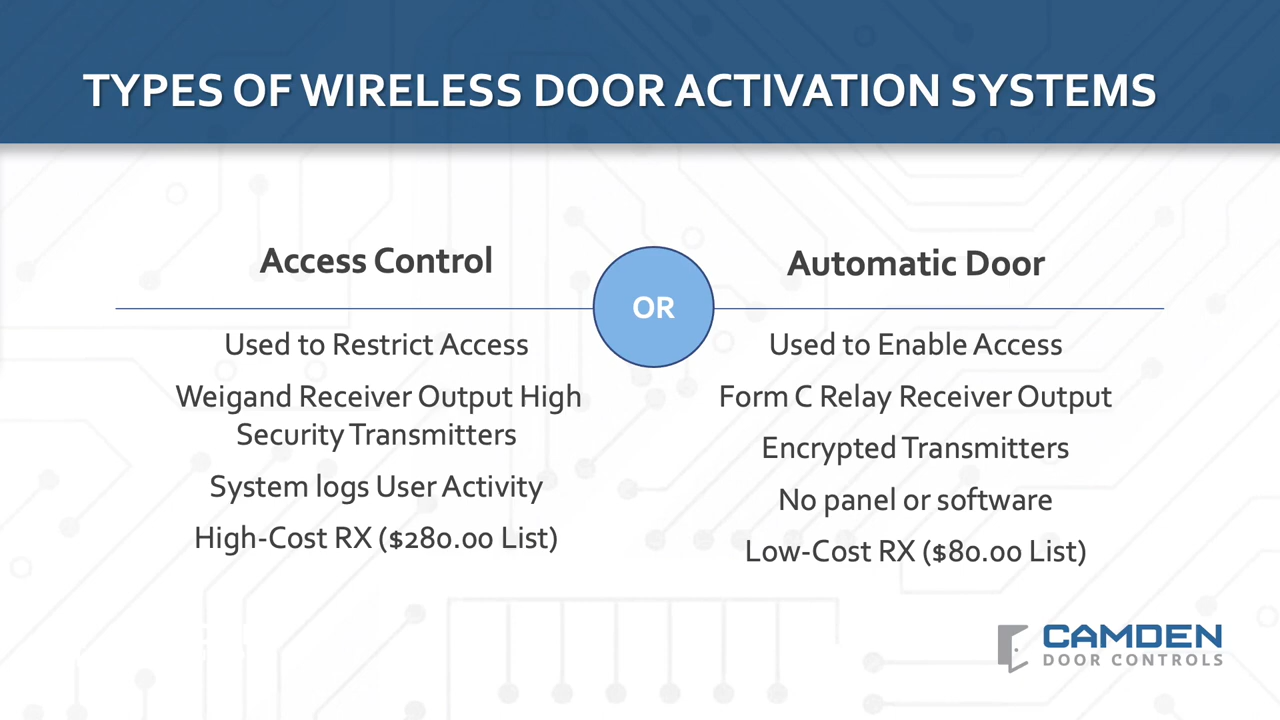 TYPES OF WIRELESS DOOR ACTIVATION SYSTEMS
Access Control
Used to Restrict Access
Weigand Receiver Output High
Security Transmitters
System logs User Activity
High-Cost RX ($280.00 List)
OR
Automatic Door
Used to Enable Access
Form C Relay Receiver Output
Encrypted Transmitters
No panel or software
Low-Cost RX ($80.00 List)
CAMDEN
DOOR CONTROLS